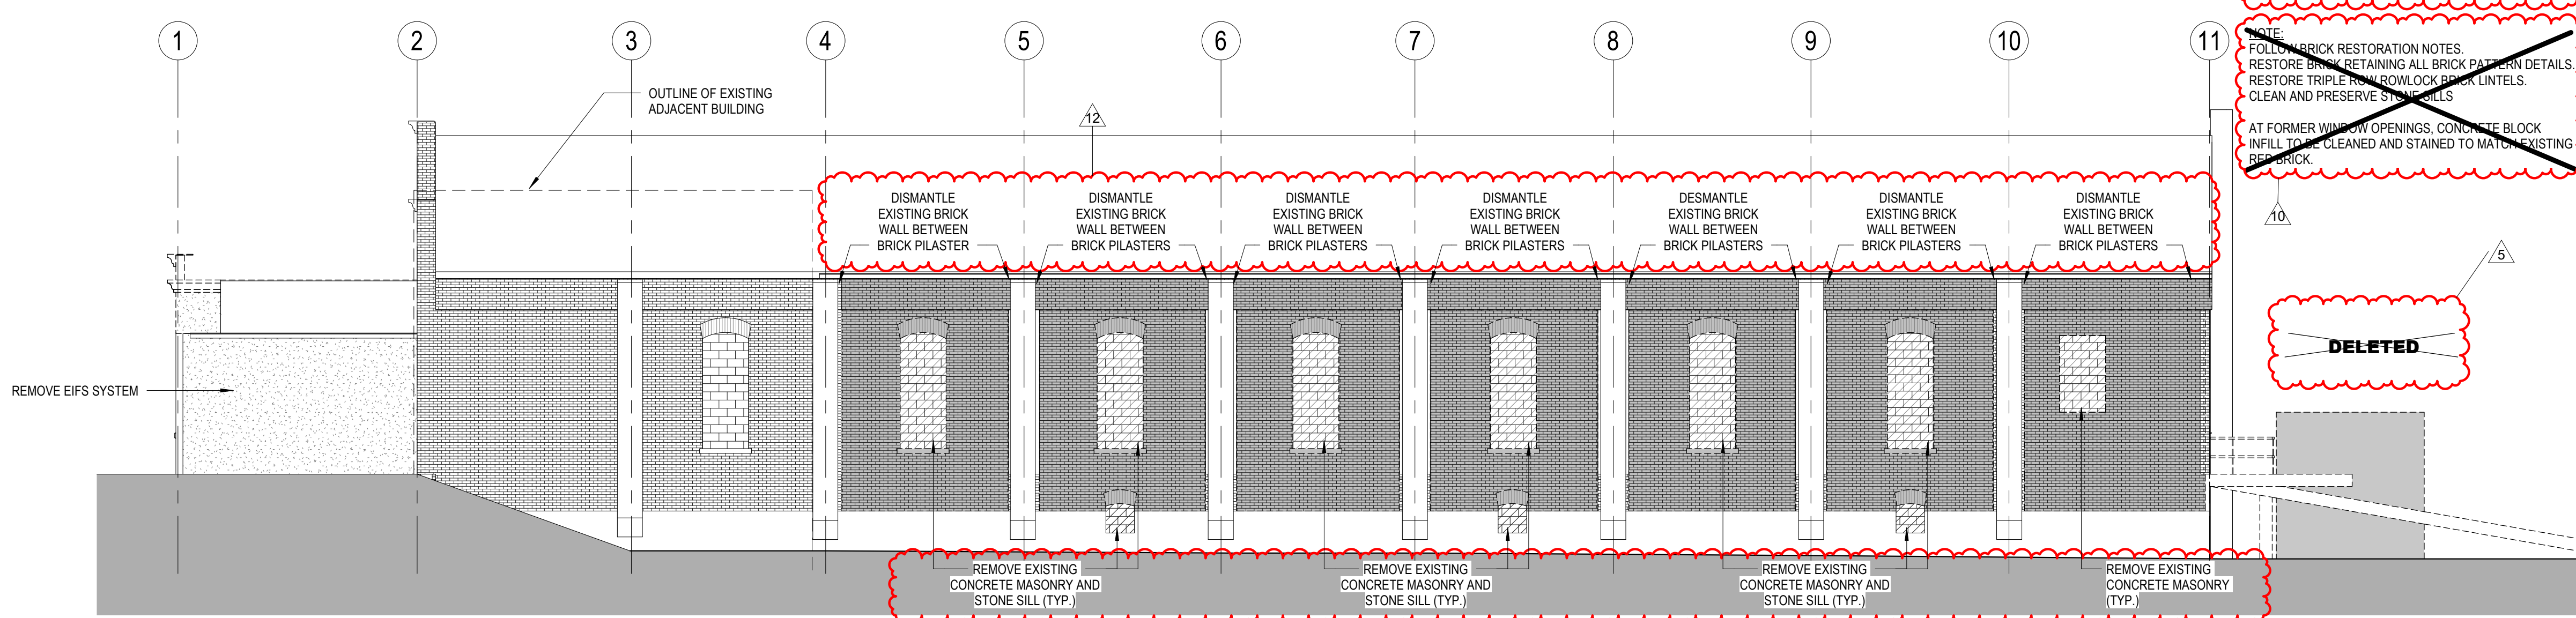 1
2
3
4
5
6
7
8
9
10
11
NOTE:
FOLLOW BRICK RESTORATION NOTES.
RESTORE BRICK RETAINING ALL BRICK PATTERN DETAILS.
RESTORE TRIPLE ROW ROWLOCK BRICK LINTELS.
CLEAN AND PRESERVE STONE SILLS
AT FORMER WINDOW OPENINGS, CONCRETE BLOCK
INFILL TO BE CLEANED AND STAINED TO MATCH EXISTING
RED BRICK.
10
OUTLINE OF EXISTING
ADJACENT BUILDING
12
DISMANTLE
EXISTING BRICK
WALL BETWEEN
BRICK PILASTER
DISMANTLE
EXISTING BRICK
WALL BETWEEN
BRICK PILASTERS
DISMANTLE
EXISTING BRICK
WALL BETWEEN
BRICK PILASTERS
DISMANTLE
EXISTING BRICK
WALL BETWEEN
BRICK PILASTERS
DESMANTLE
EXISTING BRICK
WALL BETWEEN
BRICK PILASTERS
DISMANTLE
EXISTING BRICK
WALL BETWEEN
BRICK PILASTERS
DISMANTLE
EXISTING BRICK
WALL BETWEEN
BRICK PILASTERS
5
DELETED
REMOVE EIFS SYSTEM
REMOVE EXISTING
CONCRETE MASONRY AND
STONE SILL (TYP.)
REMOVE EXISTING
CONCRETE MASONRY AND
STONE SILL (TYP.)
REMOVE EXISTING
CONCRETE MASONRY AND
STONE SILL (TYP.)
REMOVE EXISTING
CONCRETE MASONRY
(TYP.)